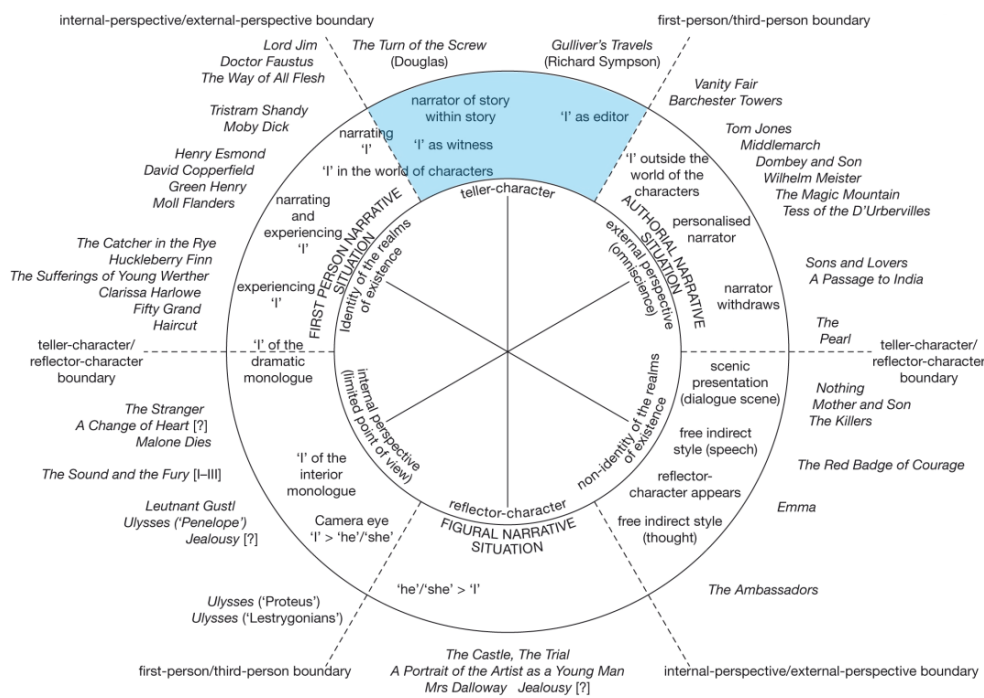 internal-perspective/external-perspective boundary
first-person/third-person boundary
Lord Jim
Doctor Faustus
The Way of All Flesh
The Turn of the Screw
(Douglas)
Gulliver's Travels
(Richard Sympson)
Vanity Fair
Barchester Towers
Tristram Shandy
Moby Dick
Tom Jones
Middlemarch
Dombey and Son
Wilhelm Meister
The Magic Mountain
Tess of the D'Urbervilles
Henry Esmond
David Copperfield
Green Henry
Moll Flanders
narrator of story
within story
'I' as editor
narrating
'I'
'I' as witness
'I' in the world of characters
'I' outside the
world of the
characters
teller-character
narrating
and
experiencing
'I'
FIRST PERSON NARRATIVE
SITUATION
Identity of the realms
of existence
AUTHORIAL NARRATIVE
SITUATION
external perspective
(omniscience)
personalised
narrator
The Catcher in the Rye
Huckleberry Finn
The Sufferings of Young Werther
Clarissa Harlowe
Fifty Grand
Haircut
experiencing
'I'
narrator
withdraws
Sons and Lovers
A Passage to India
The
Pearl
teller-character/
reflector-character
boundary
'I' of the
dramatic
monologue
teller-character/
reflector-character
boundary
scenic
presentation
(dialogue scene)
Nothing
Mother and Son
The Killers
internal perspective
(limited point of view)
non-identity of the realms
of existence
The Stranger
A Change of Heart [?]
Malone Dies
free indirect
style (speech)
The Red Badge of Courage
The Sound and the Fury [I–III]
'I' of the
interior
monologue
reflector-
character appears
Emma
Leutnant Gustl
Ulysses ('Penelope')
Jealousy [?]
Camera eye
'I' > 'he'/'she'
reflector-character
FIGURAL NARRATIVE
SITUATION
free indirect style
(thought)
'he'/'she' > 'I'
The Ambassadors
Ulysses ('Proteus')
Ulysses ('Lestrygonians')
first-person/third-person boundary
The Castle, The Trial
A Portrait of the Artist as a Young Man
Mrs Dalloway Jealousy [?]
internal-perspective/external-perspective boundary